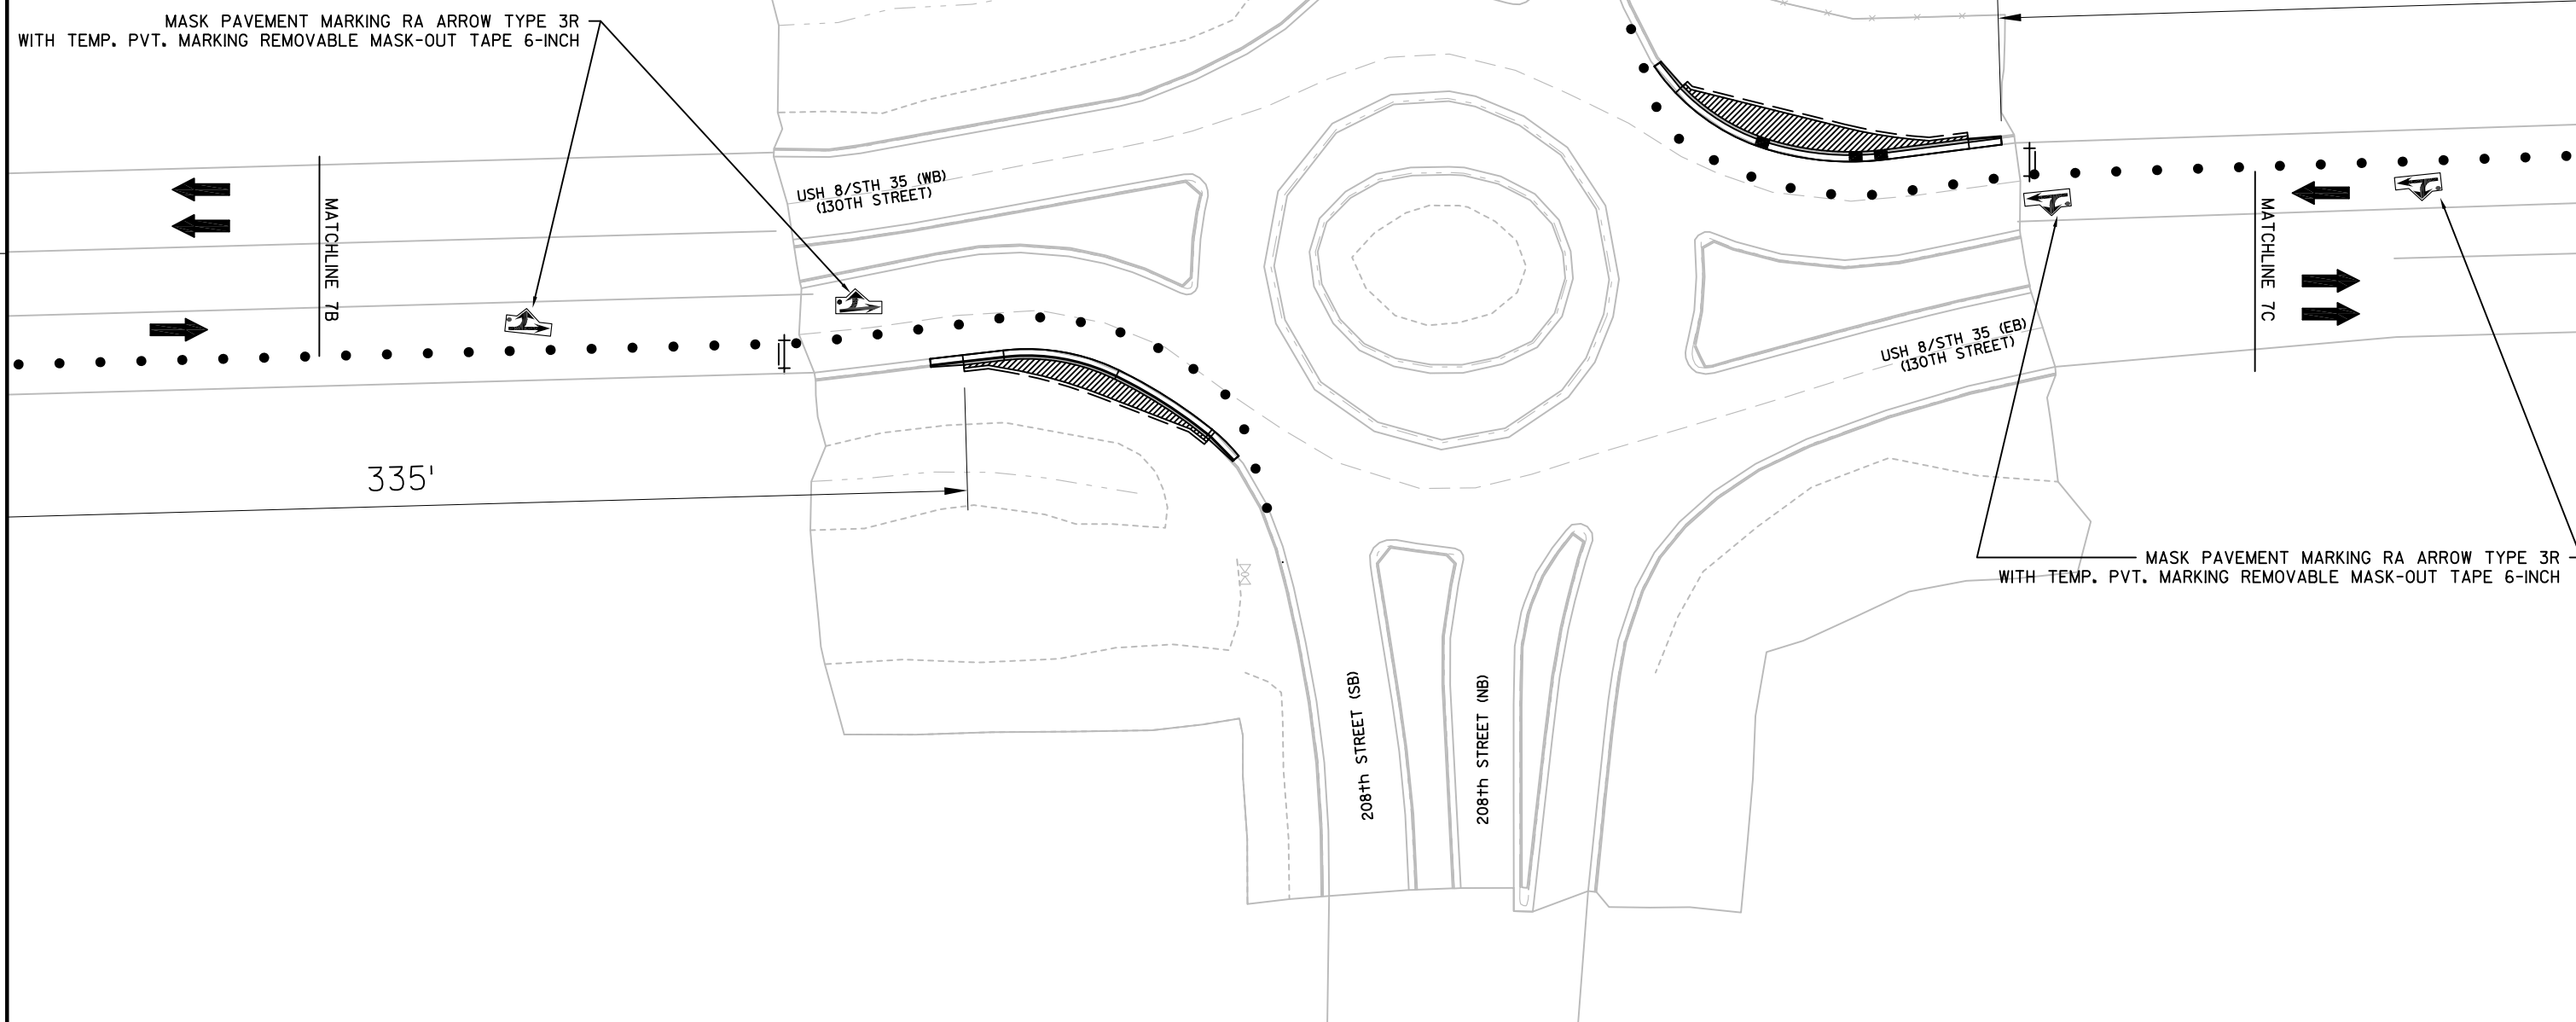 MASK PAVEMENT MARKING RA ARROW TYPE 3R
WITH TEMP. PVT. MARKING REMOVABLE MASK-OUT TAPE 6-INCH
USH 8/STH 35 (WB)
(130TH STREET)
MATCHLINE 7B
MATCHLINE 7C
USH 8/STH 35 (EB)
(130TH STREET)
335'
MASK PAVEMENT MARKING RA ARROW TYPE 3R
WITH TEMP. PVT. MARKING REMOVABLE MASK-OUT TAPE 6-INCH
208th STREET (SB)
208th STREET (NB)